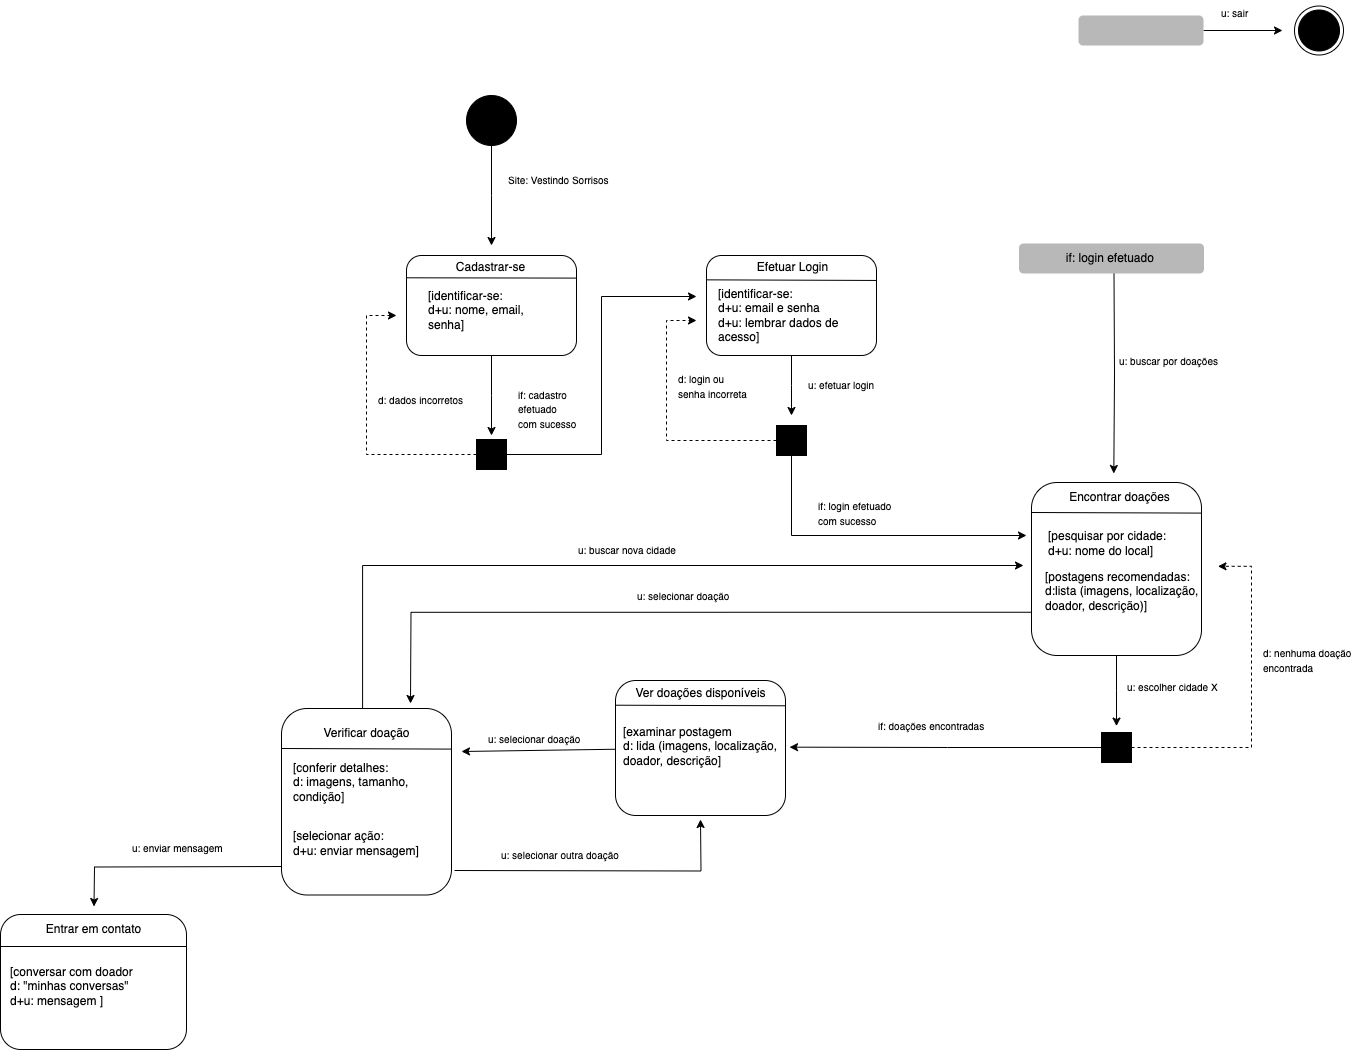 u: sair
Site: Vestindo Sorrisos
Cadastrar-se
[identificar-se:
d+u: nome, email,
senha]
d: dados incorretos
if: cadastro
efetuado
com sucesso
Efetuar Login
[identificar-se:
d+u: email e senha
d+u: lembrar dados de
acesso]
d: login ou
senha incorreta
u: efetuar login
if: login efetuado
com sucesso
if: login efetuado
u: buscar por doações
Encontrar doações
[pesquisar por cidade:
d+u: nome do local]
[postagens recomendadas:
d:lista (imagens, localização,
doador, descrição)]
u: buscar nova cidade
u: selecionar doação
d: nenhuma doação
encontrada
u: escolher cidade X
if: doações encontradas
Ver doações disponíveis
[examinar postagem
d: lida (imagens, localização,
doador, descrição]
u: selecionar doação
Verificar doação
[conferir detalhes:
d: imagens, tamanho,
condição]
[selecionar ação:
d+u: enviar mensagem]
u: selecionar outra doação
u: enviar mensagem
Entrar em contato
[conversar com doador
d: "minhas conversas"
d+u: mensagem ]